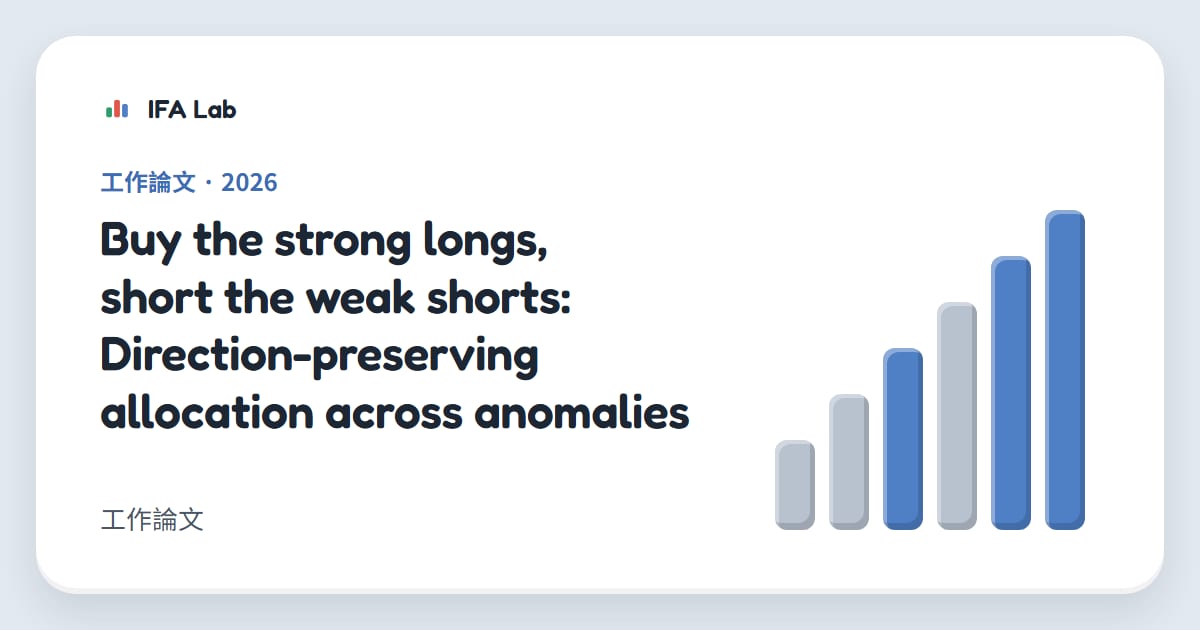 IFA Lab
工作論文 · 2026
Buy the strong longs,
short the weak shorts:
Direction-preserving
allocation across anomalies
工作論文